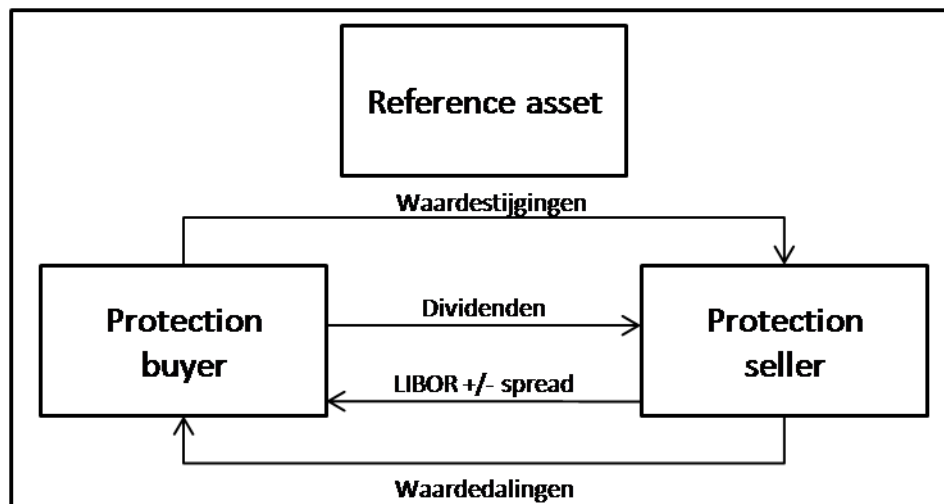 Reference asset
Waardestijgingen
Protection
buyer
Dividenden
LIBOR +/- spread
Protection
seller
Waardedalingen